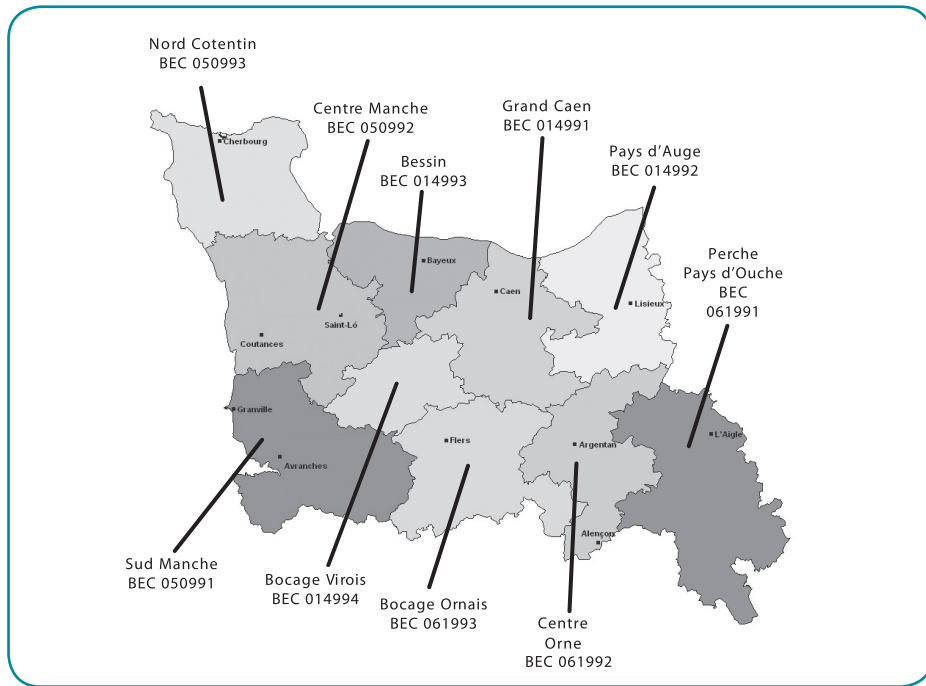 Nord Cotentin
BEC 050993
Centre Manche
BEC 050992
Bessin
BEC 014993
Grand Caen
BEC 014991
Pays d’Auge
BEC 014992
Perche
Pays d’Ouche
BEC
061991
Cherbourg
Bayeux
Caen
Lisieux
Saint-Ló
Coutances
Granville
Avranches
Flers
Argentan
L'Aigle
Alençon
Sud Manche
BEC 050991
Bocage Virois
BEC 014994
Bocage Ornais
BEC 061993
Centre
Orne
BEC 061992